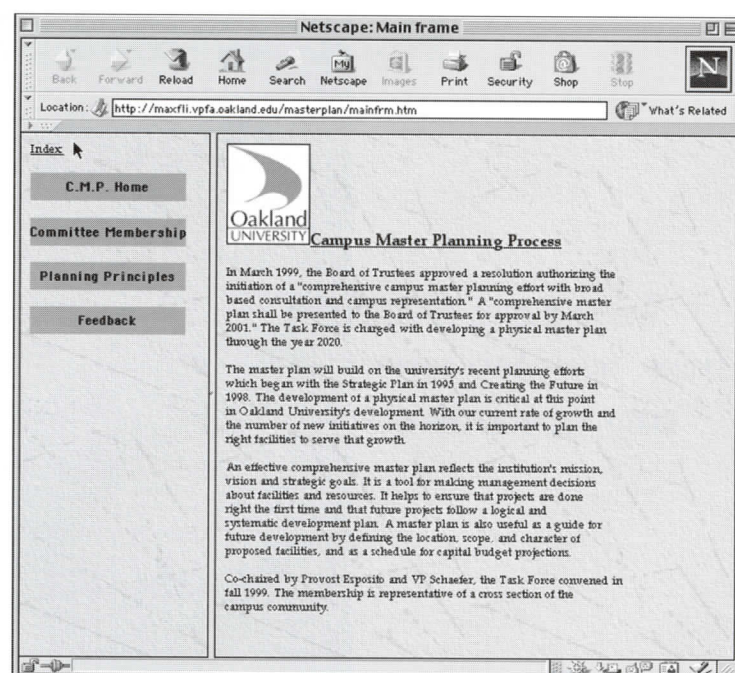 Netscape: Main frame
Back Forward Reload Home Search Netscape Images Print Security Shop Stop
My
N
Location: http://maxfli.vpfa.oakland.edu/masterplan/mainfrm.htm What's Related
Index
C.M.P. Home
Committee Membership
Planning Principles
Feedback
Oakland
UNIVERSITY
Campus Master Planning Process
In March 1999, the Board of Trustees approved a resolution authorizing the
initiation of a "comprehensive campus master planning effort with broad
based consultation and campus representation." A "comprehensive master
plan shall be presented to the Board of Trustees for approval by March
2001." The Task Force is charged with developing a physical master plan
through the year 2020.
The master plan will build on the university's recent planning efforts
which began with the Strategic Plan in 1995 and Creating the Future in
1998. The development of a physical master plan is critical at this point
in Oakland University's development. With our current rate of growth and
the number of new initiatives on the horizon, it is important to plan the
right facilities to serve that growth.
An effective comprehensive master plan reflects the institution's mission,
vision and strategic goals. It is a tool for making management decisions
about facilities and resources. It helps to ensure that projects are done
right the first time and that future projects follow a logical and
systematic development plan. A master plan is also useful as a guide for
future development by defining the location, scope, and character of
proposed facilities, and as a schedule for capital budget projections.
Co-chaired by Provost Esposito and VP Schaefer, the Task Force convened in
fall 1999. The membership is representative of a cross section of the
campus community.